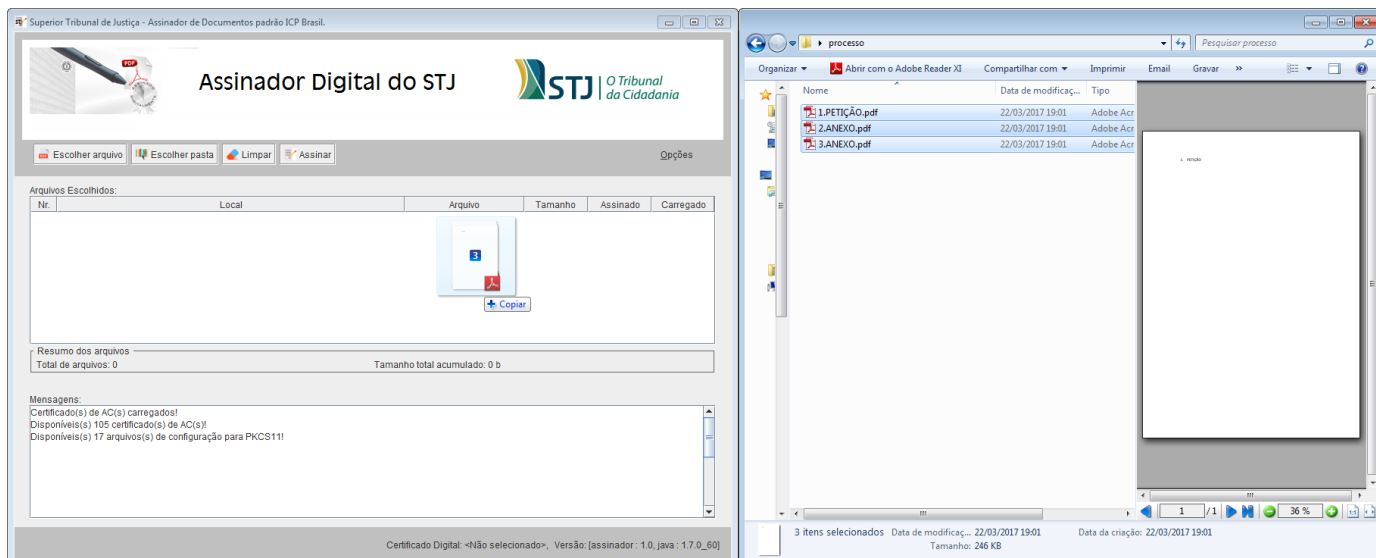 Superior Tribunal de Justiça - Assinador de Documentos padrão ICP Brasil.
PDF
Assinador Digital do STJ
STJ
O Tribunal
da Cidadania
Escolher arquivo
Escolher pasta
Limpar
Assinar
Opções
Arquivos Escolhidos:
Nr. Local Arquivo Tamanho Assinado Carregado
3
Copiar
Resumo dos arquivos
Total de arquivos: 0 Tamanho total acumulado: 0 b
Mensagens:
Certificado(s) de AC(s) carregados!
Disponíveis(s) 105 certificado(s) de AC(s)!
Disponíveis(s) 17 arquivos(s) de configuração para PKCS11!
Certificado Digital: <Não selecionado>, Versão: [assinador : 1.0, java : 1.7.0_60]
processo
Pesquisar processo
Organizar Abrir com o Adobe Reader XI Compartilhar com Imprimir Email Gravar »
Nome Data de modificaç... Tipo
1.PETIÇÃO.pdf 22/03/2017 19:01 Adobe Acr
2.ANEXO.pdf 22/03/2017 19:01 Adobe Acr
3.ANEXO.pdf 22/03/2017 19:01 Adobe Acr
1. PETIÇÃO
1 /1 36 %
3 itens selecionados Data de modificaç... 22/03/2017 19:01 Data da criação: 22/03/2017 19:01
Tamanho: 246 KB